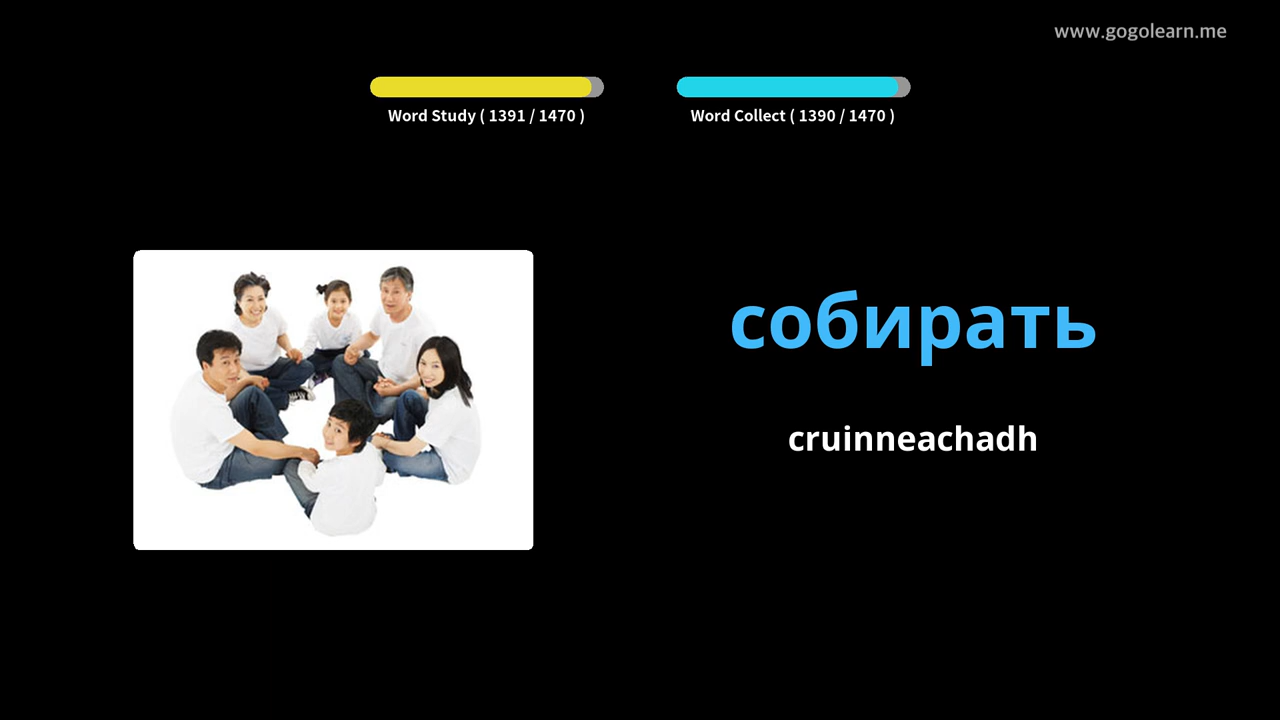 www.gogolearn.me
Word Study ( 1391 / 1470 )
Word Collect ( 1390 / 1470 )
собирать
cruinneachadh